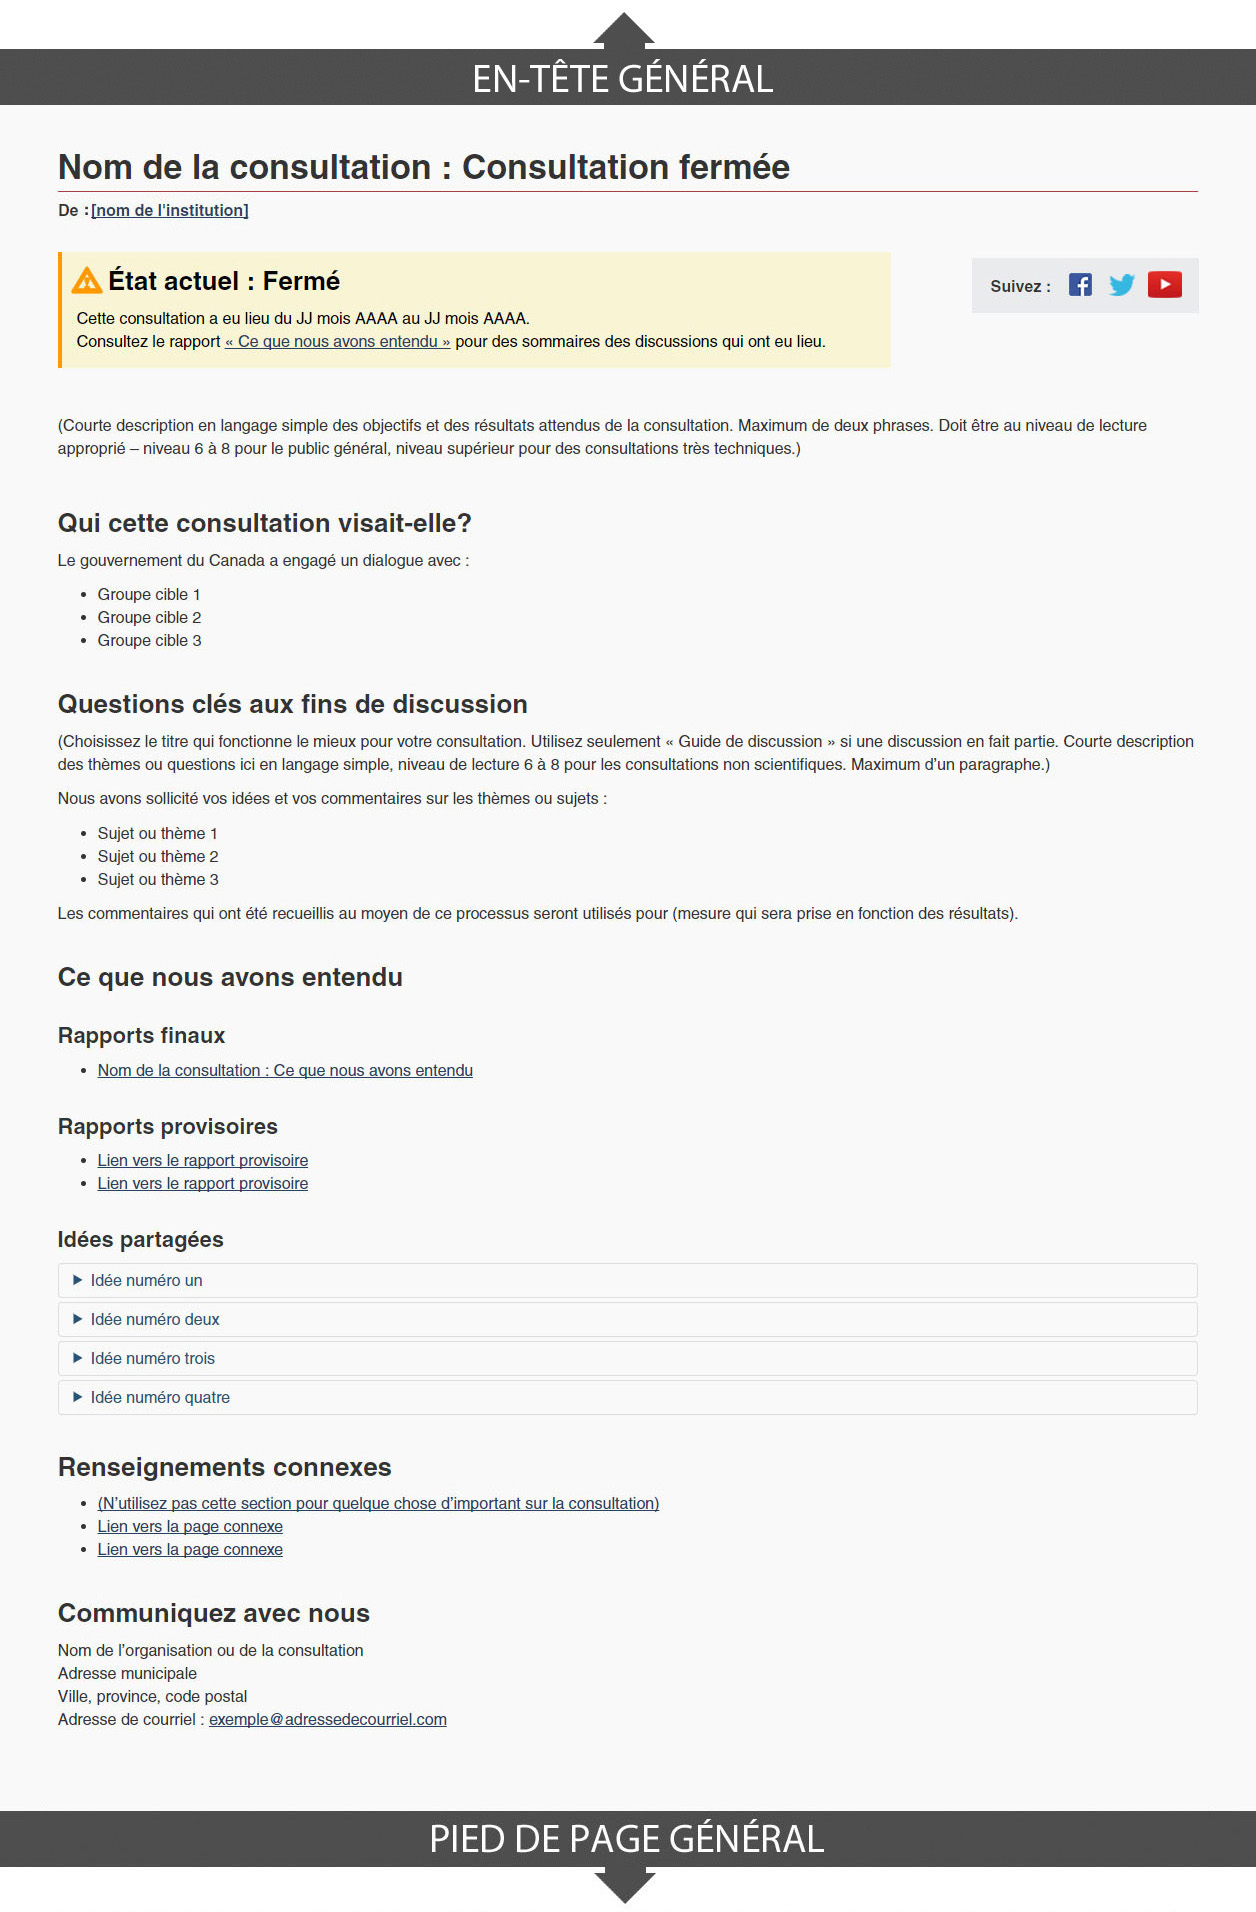 EN-TÊTE GÉNÉRAL
Nom de la consultation : Consultation fermée
De : [nom de l'institution]
État actuel : Fermé
Cette consultation a eu lieu du JJ mois AAAA au JJ mois AAAA.
Consultez le rapport « Ce que nous avons entendu » pour des sommaires des discussions qui ont eu lieu.
Suivez :
(Courte description en langage simple des objectifs et des résultats attendus de la consultation. Maximum de deux phrases. Doit être au niveau de lecture
approprié – niveau 6 à 8 pour le public général, niveau supérieur pour des consultations très techniques.)
Qui cette consultation visait-elle?
Le gouvernement du Canada a engagé un dialogue avec :
• Groupe cible 1
• Groupe cible 2
• Groupe cible 3
Questions clés aux fins de discussion
(Choisissez le titre qui fonctionne le mieux pour votre consultation. Utilisez seulement « Guide de discussion » si une discussion en fait partie. Courte description
des thèmes ou questions ici en langage simple, niveau de lecture 6 à 8 pour les consultations non scientifiques. Maximum d’un paragraphe.)
Nous avons sollicité vos idées et vos commentaires sur les thèmes ou sujets :
• Sujet ou thème 1
• Sujet ou thème 2
• Sujet ou thème 3
Les commentaires qui ont été recueillis au moyen de ce processus seront utilisés pour (mesure qui sera prise en fonction des résultats).
Ce que nous avons entendu
Rapports finaux
• Nom de la consultation : Ce que nous avons entendu
Rapports provisoires
• Lien vers le rapport provisoire
• Lien vers le rapport provisoire
Idées partagées
Idée numéro un
Idée numéro deux
Idée numéro trois
Idée numéro quatre
Renseignements connexes
• (N’utilisez pas cette section pour quelque chose d’important sur la consultation)
• Lien vers la page connexe
• Lien vers la page connexe
Communiquez avec nous
Nom de l’organisation ou de la consultation
Adresse municipale
Ville, province, code postal
Adresse de courriel : exemple@adressedecourriel.com
PIED DE PAGE GÉNÉRAL